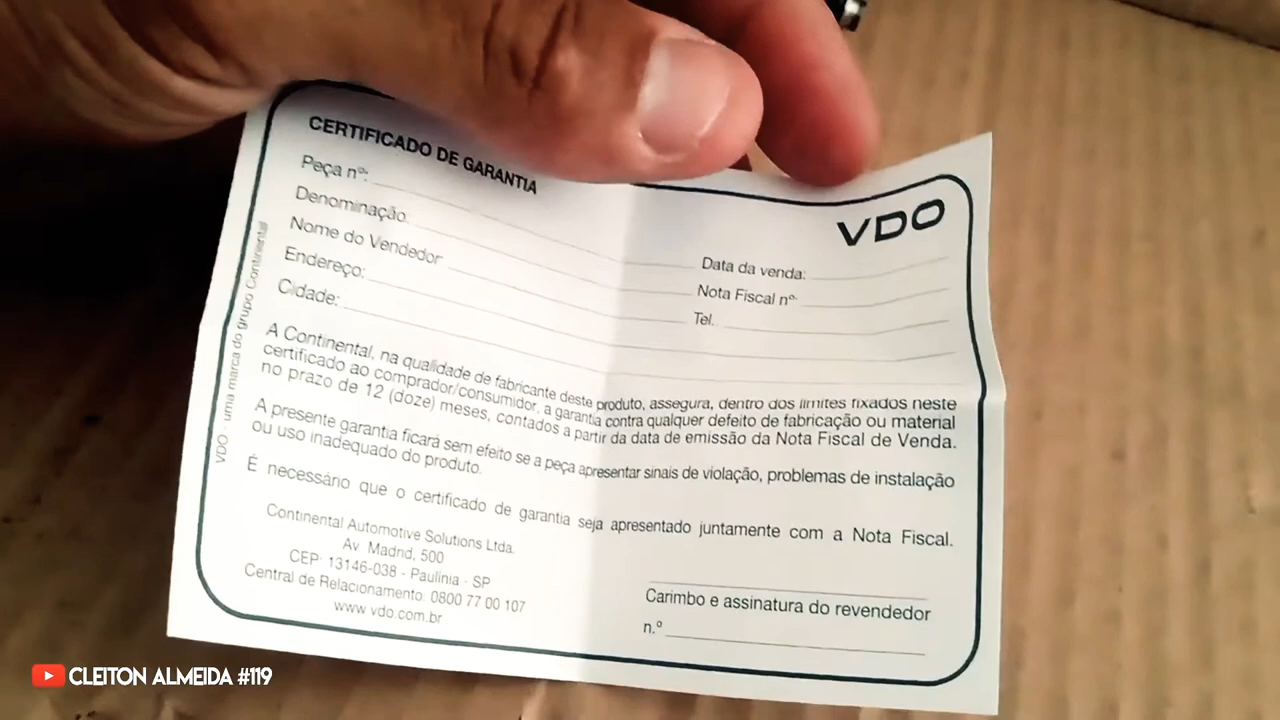 CERTIFICADO DE GARANTIA
VDO
Peça nº:
Denominação:
Nome do Vendedor
Endereço:
Cidade:
Data da venda:
Nota Fiscal nº
Tel.
A Continental, na qualidade de fabricante deste produto, assegura, dentro dos limites fixados neste
certificado ao comprador/consumidor, a garantia contra qualquer defeito de fabricação ou material
no prazo de 12 (doze) meses, contados a partir da data de emissão da Nota Fiscal de Venda.
A presente garantia ficará sem efeito se a peça apresentar sinais de violação, problemas de instalação
ou uso inadequado do produto.
É necessário que o certificado de garantia seja apresentado juntamente com a Nota Fiscal.
Continental Automotive Solutions Ltda.
Av Madrid, 500
CEP: 13146-038 - Paulínia - SP
Central de Relacionamento: 0800 77 00 107
www vdo.com.br
Carimbo e assinatura do revendedor
n.º
VDO - uma marca do grupo Continental
CLEITON ALMEIDA #119